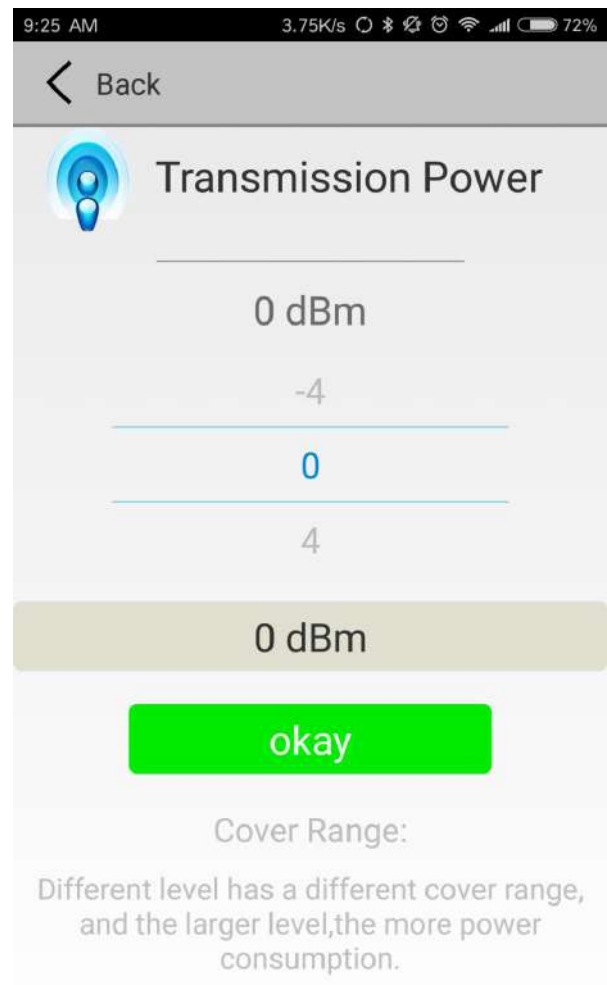 9:25 AM 3.75K/s 72%
Back
Transmission Power
0 dBm
-4
0
4
0 dBm
okay
Cover Range:
Different level has a different cover range,
and the larger level,the more power
consumption.